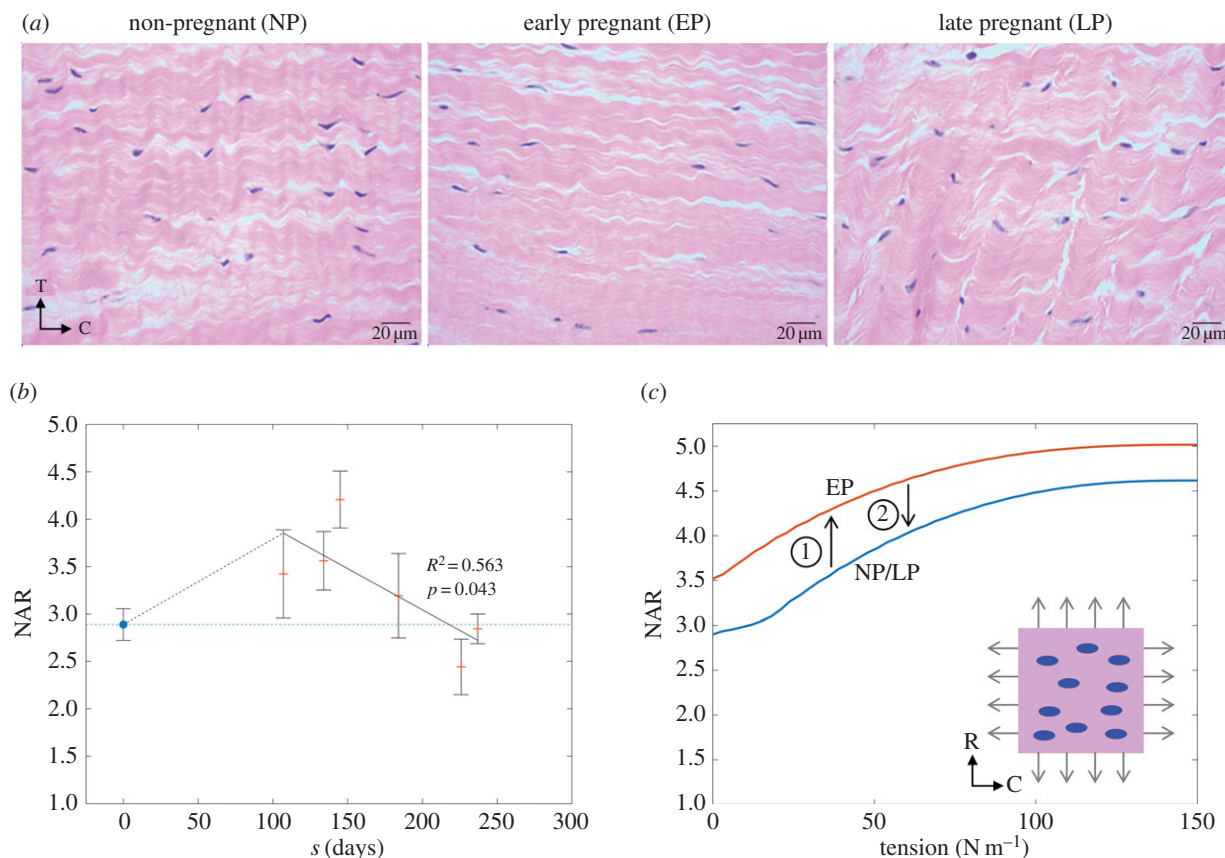 (a)
non-pregnant (NP)
early pregnant (EP)
late pregnant (LP)
T
C
20 µm
20 µm
20 µm
(b)
5.0
4.5
4.0
3.5
3.0
2.5
2.0
1.5
1.0
NAR
R² = 0.563
p = 0.043
0
50
100
150
200
250
300
s (days)
(c)
5.0
4.5
4.0
3.5
3.0
2.5
2.0
1.5
1.0
NAR
EP
1
2
NP/LP
R
C
0
50
100
150
tension (N m⁻¹)